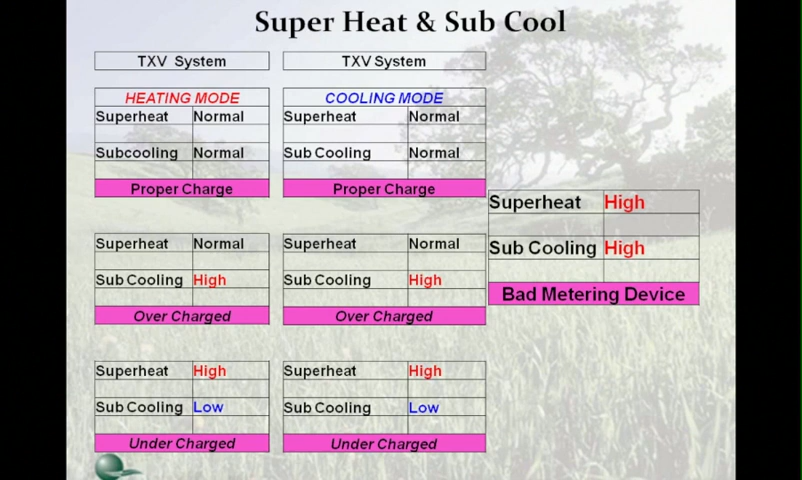 Super Heat & Sub Cool
TXV System
TXV System
HEATING MODE
Superheat Normal
Subcooling Normal
Proper Charge
COOLING MODE
Superheat Normal
Sub Cooling Normal
Proper Charge
Superheat High
Sub Cooling High
Bad Metering Device
Superheat Normal
Sub Cooling High
Over Charged
Superheat Normal
Sub Cooling High
Over Charged
Superheat High
Sub Cooling Low
Under Charged
Superheat High
Sub Cooling Low
Under Charged